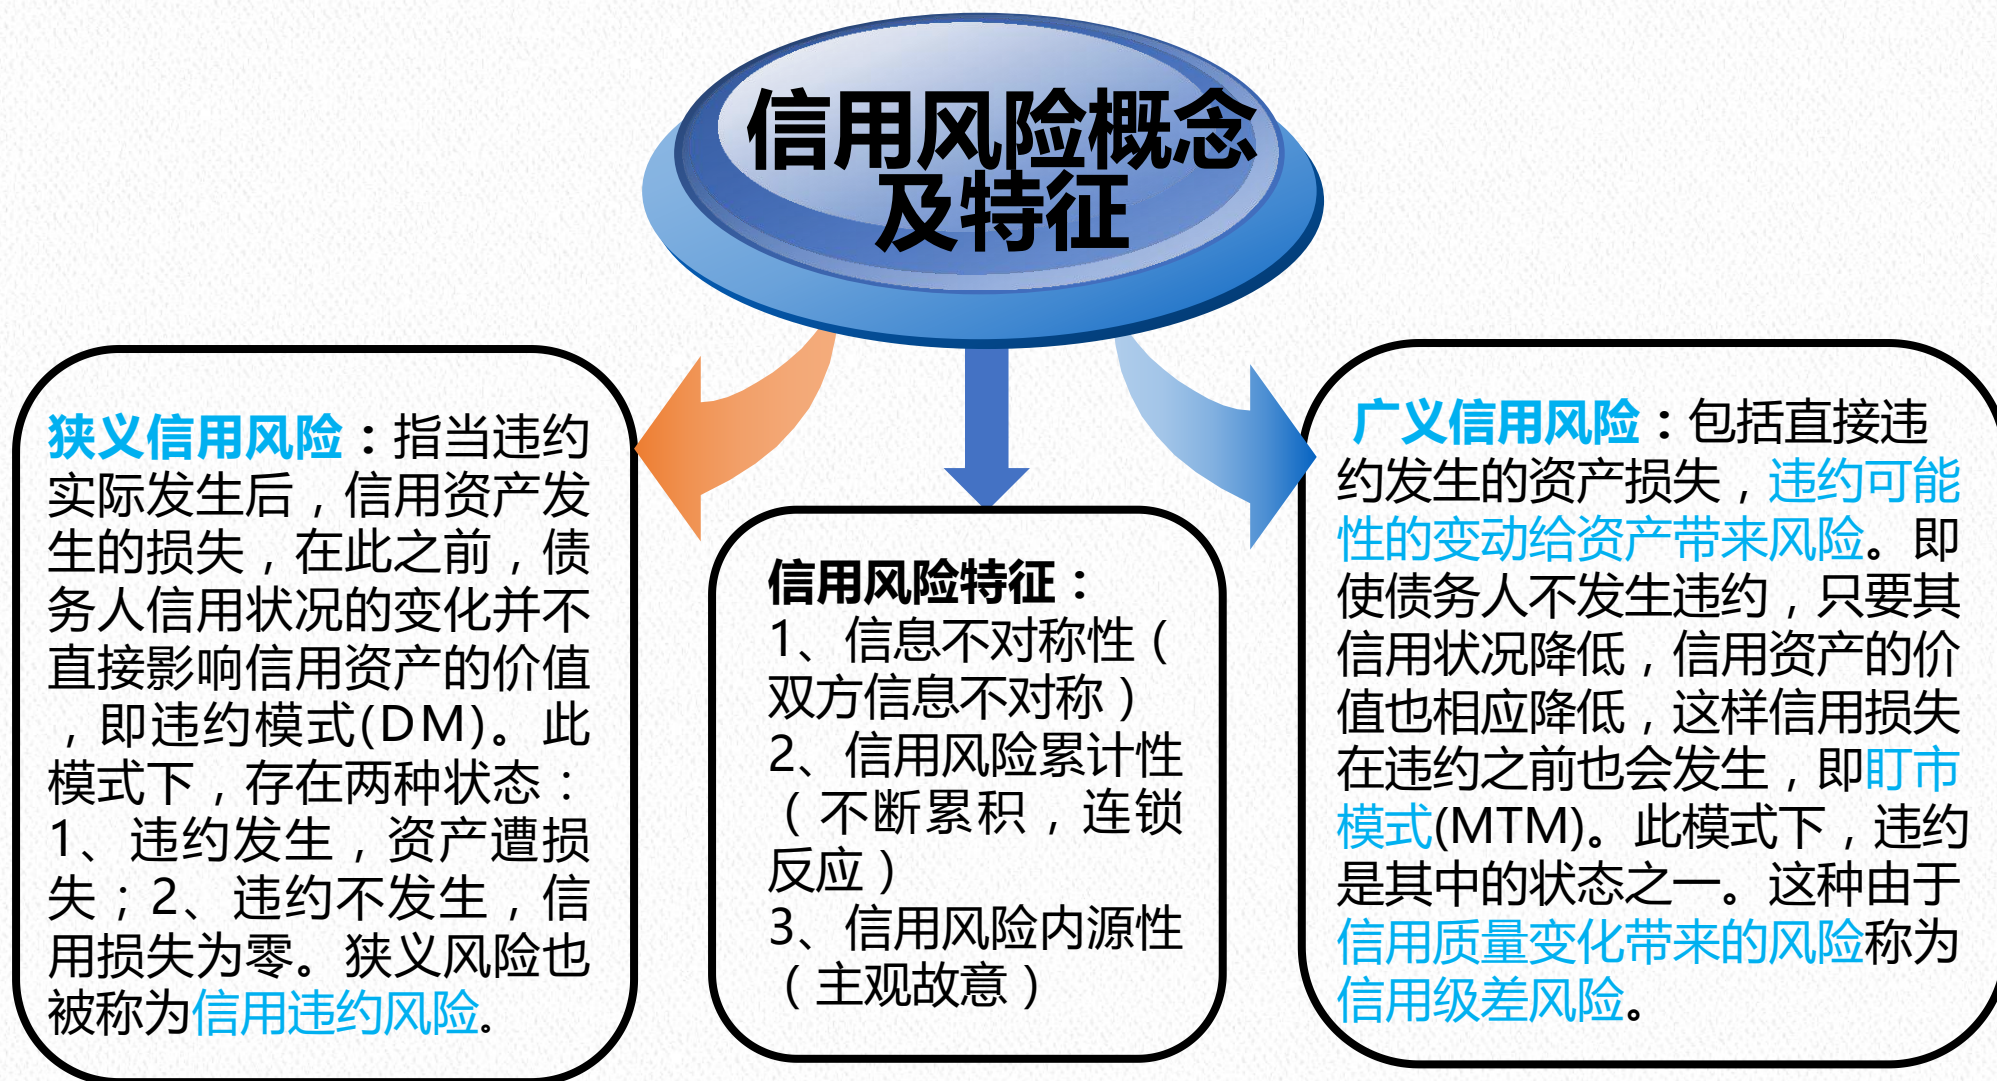 信用风险概念
及特征
狭义信用风险：指当违约
实际发生后，信用资产发
生的损失，在此之前，债
务人信用状况的变化并不
直接影响信用资产的价值
，即违约模式(DM)。此
模式下，存在两种状态：
1、违约发生，资产遭损
失；2、违约不发生，信
用损失为零。狭义风险也
被称为信用违约风险。
信用风险特征：
1、信息不对称性（
双方信息不对称）
2、信用风险累计性
（不断累积，连锁
反应）
3、信用风险内源性
（主观故意）
广义信用风险：包括直接违
约发生的资产损失，违约可能
性的变动给资产带来风险。即
使债务人不发生违约，只要其
信用状况降低，信用资产的价
值也相应降低，这样信用损失
在违约之前也会发生，即盯市
模式(MTM)。此模式下，违约
是其中的状态之一。这种由于
信用质量变化带来的风险称为
信用级差风险。